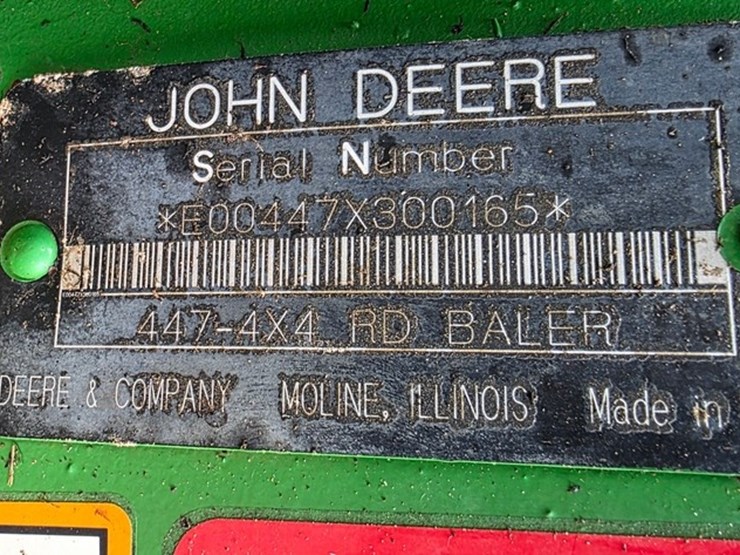 JOHN DEERE
Serial Number
*E00447X300165*
447-4X4 RD BALER
DEERE & COMPANY MOLINE, ILLINOIS Made in